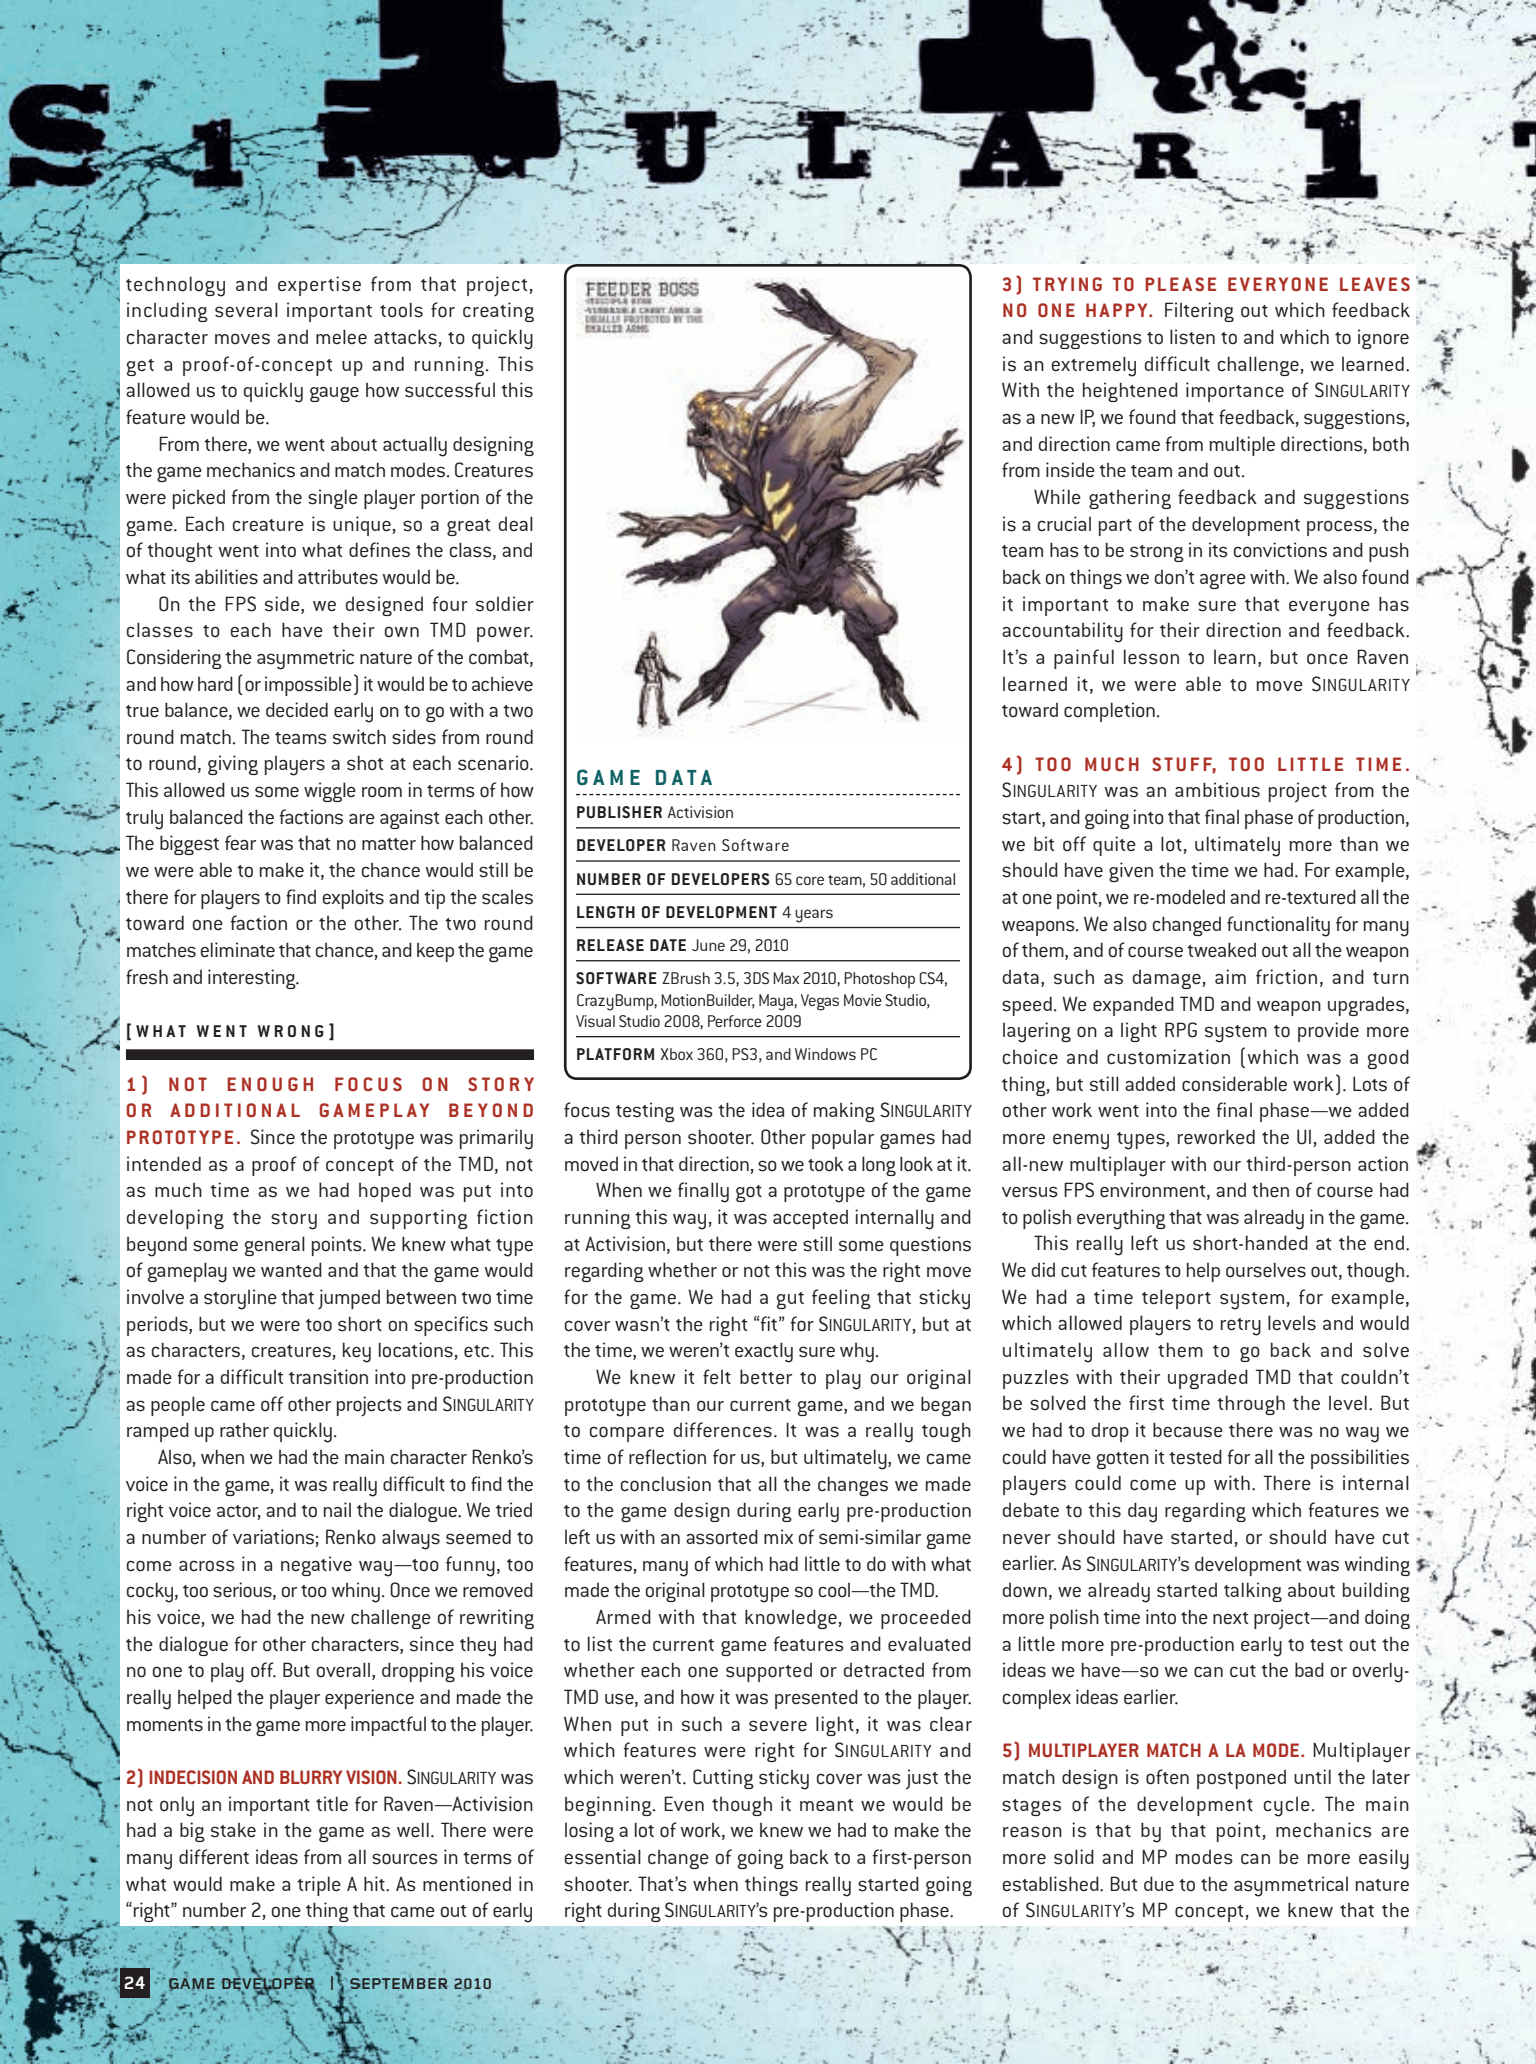 SINGULARI
technology and expertise from that project,
including several important tools for creating
character moves and melee attacks, to quickly
get a proof-of-concept up and running. This
allowed us to quickly gauge how successful this
feature would be.
From there, we went about actually designing
the game mechanics and match modes. Creatures
were picked from the single player portion of the
game. Each creature is unique, so a great deal
of thought went into what defines the class, and
what its abilities and attributes would be.
On the FPS side, we designed four soldier
classes to each have their own TMD power.
Considering the asymmetric nature of the combat,
and how hard (or impossible) it would be to achieve
true balance, we decided early on to go with a two
round match. The teams switch sides from round
to round, giving players a shot at each scenario.
This allowed us some wiggle room in terms of how
truly balanced the factions are against each other.
The biggest fear was that no matter how balanced
we were able to make it, the chance would still be
there for players to find exploits and tip the scales
toward one faction or the other. The two round
matches eliminate that chance, and keep the game
fresh and interesting.
[WHAT WENT WRONG]
1) NOT ENOUGH FOCUS ON STORY
OR ADDITIONAL GAMEPLAY BEYOND
PROTOTYPE. Since the prototype was primarily
intended as a proof of concept of the TMD, not
as much time as we had hoped was put into
developing the story and supporting fiction
beyond some general points. We knew what type
of gameplay we wanted and that the game would
involve a storyline that jumped between two time
periods, but we were too short on specifics such
as characters, creatures, key locations, etc. This
made for a difficult transition into pre-production
as people came off other projects and SINGULARITY
ramped up rather quickly.
Also, when we had the main character Renko's
voice in the game, it was really difficult to find the
right voice actor, and to nail the dialogue. We tried
a number of variations; Renko always seemed to
come across in a negative way—too funny, too
cocky, too serious, or too whiny. Once we removed
his voice, we had the new challenge of rewriting
the dialogue for other characters, since they had
no one to play off. But overall, dropping his voice
really helped the player experience and made the
moments in the game more impactful to the player.
2) INDECISION AND BLURRY VISION. SINGULARITY was
not only an important title for Raven—Activision
had a big stake in the game as well. There were
many different ideas from all sources in terms of
what would make a triple A hit. As mentioned in
“right” number 2, one thing that came out of early
FEEDER BOSS
-MULTIPLE EYES
-VUNERABLE CHEST AREA IS
USUALLY PROTECTED BY THE
SMALLER ARMS
GAME DATA
PUBLISHER Activision
DEVELOPER Raven Software
NUMBER OF DEVELOPERS 65 core team, 50 additional
LENGTH OF DEVELOPMENT 4 years
RELEASE DATE June 29, 2010
SOFTWARE ZBrush 3.5, 3DS Max 2010, Photoshop CS4,
CrazyBump, MotionBuilder, Maya, Vegas Movie Studio,
Visual Studio 2008, Perforce 2009
PLATFORM Xbox 360, PS3, and Windows PC
focus testing was the idea of making SINGULARITY
a third person shooter. Other popular games had
moved in that direction, so we took a long look at it.
When we finally got a prototype of the game
running this way, it was accepted internally and
at Activision, but there were still some questions
regarding whether or not this was the right move
for the game. We had a gut feeling that sticky
cover wasn't the right “fit” for SINGULARITY, but at
the time, we weren't exactly sure why.
We knew it felt better to play our original
prototype than our current game, and we began
to compare differences. It was a really tough
time of reflection for us, but ultimately, we came
to the conclusion that all the changes we made
to the game design during early pre-production
left us with an assorted mix of semi-similar game
features, many of which had little to do with what
made the original prototype so cool—the TMD.
Armed with that knowledge, we proceeded
to list the current game features and evaluated
whether each one supported or detracted from
TMD use, and how it was presented to the player.
When put in such a severe light, it was clear
which features were right for SINGULARITY and
which weren't. Cutting sticky cover was just the
beginning. Even though it meant we would be
losing a lot of work, we knew we had to make the
essential change of going back to a first-person
shooter. That's when things really started going
right during SINGULARITY's pre-production phase.
3) TRYING TO PLEASE EVERYONE LEAVES
NO ONE HAPPY. Filtering out which feedback
and suggestions to listen to and which to ignore
is an extremely difficult challenge, we learned.
With the heightened importance of SINGULARITY
as a new IP, we found that feedback, suggestions,
and direction came from multiple directions, both
from inside the team and out.
While gathering feedback and suggestions
is a crucial part of the development process, the
team has to be strong in its convictions and push
back on things we don't agree with. We also found
it important to make sure that everyone has
accountability for their direction and feedback.
It's a painful lesson to learn, but once Raven
learned it, we were able to move SINGULARITY
toward completion.
4) TOO MUCH STUFF, TOO LITTLE TIME.
SINGULARITY was an ambitious project from the
start, and going into that final phase of production,
we bit off quite a lot, ultimately more than we
should have given the time we had. For example,
at one point, we re-modeled and re-textured all the
weapons. We also changed functionality for many
of them, and of course tweaked out all the weapon
data, such as damage, aim friction, and turn
speed. We expanded TMD and weapon upgrades,
layering on a light RPG system to provide more
choice and customization (which was a good
thing, but still added considerable work). Lots of
other work went into the final phase—we added
more enemy types, reworked the UI, added the
all-new multiplayer with our third-person action
versus FPS environment, and then of course had
to polish everything that was already in the game.
This really left us short-handed at the end.
We did cut features to help ourselves out, though.
We had a time teleport system, for example,
which allowed players to retry levels and would
ultimately allow them to go back and solve
puzzles with their upgraded TMD that couldn't
be solved the first time through the level. But
we had to drop it because there was no way we
could have gotten it tested for all the possibilities
players could come up with. There is internal
debate to this day regarding which features we
never should have started, or should have cut
earlier. As SINGULARITY's development was winding
down, we already started talking about building
more polish time into the next project—and doing
a little more pre-production early to test out the
ideas we have—so we can cut the bad or overly-
complex ideas earlier.
5) MULTIPLAYER MATCH A LA MODE. Multiplayer
match design is often postponed until the later
stages of the development cycle. The main
reason is that by that point, mechanics are
more solid and MP modes can be more easily
established. But due to the asymmetrical nature
of SINGULARITY's MP concept, we knew that the
24 GAME DEVELOPER | SEPTEMBER 2010